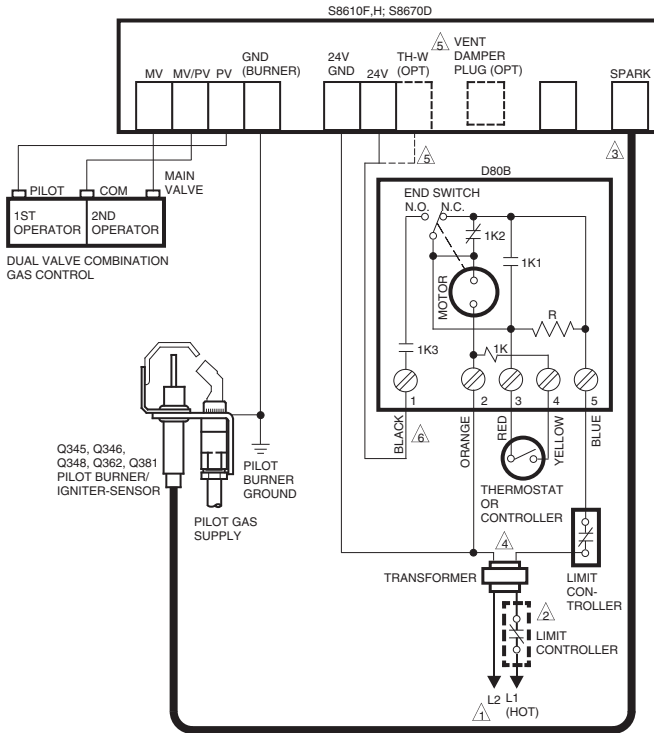 S8610F,H; S8670D
MV
MV/PV
PV
GND
(BURNER)
24V
GND
24V
TH-W
(OPT)
5
VENT
DAMPER
PLUG (OPT)
SPARK
3
5
MAIN
VALVE
PILOT
COM
1ST
OPERATOR
2ND
OPERATOR
DUAL VALVE COMBINATION
GAS CONTROL
D80B
END SWITCH
N.O.
N.C.
1K2
1K1
MOTOR
R
1K3
1K
1
2
3
4
5
BLACK
6
ORANGE
RED
YELLOW
BLUE
THERMOSTAT
OR
CONTROLLER
Q345, Q346,
Q348, Q362, Q381
PILOT BURNER/
IGNITER-SENSOR
PILOT
BURNER
GROUND
PILOT GAS
SUPPLY
4
TRANSFORMER
LIMIT
CON-
TROLLER
2
LIMIT
CONTROLLER
1
L2
L1
(HOT)